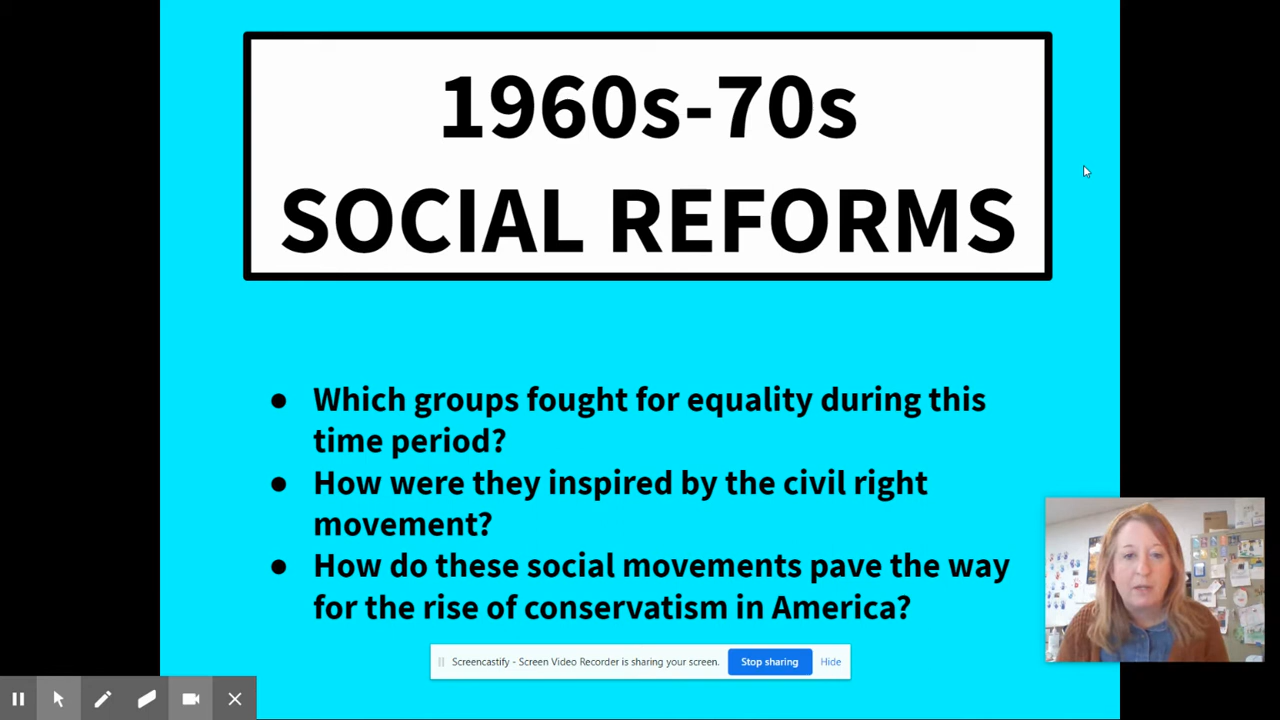 1960s-70s
SOCIAL REFORMS
● Which groups fought for equality during this
time period?
● How were they inspired by the civil right
movement?
● How do these social movements pave the way
for the rise of conservatism in America?
Screencastify - Screen Video Recorder is sharing your screen. Stop sharing Hide